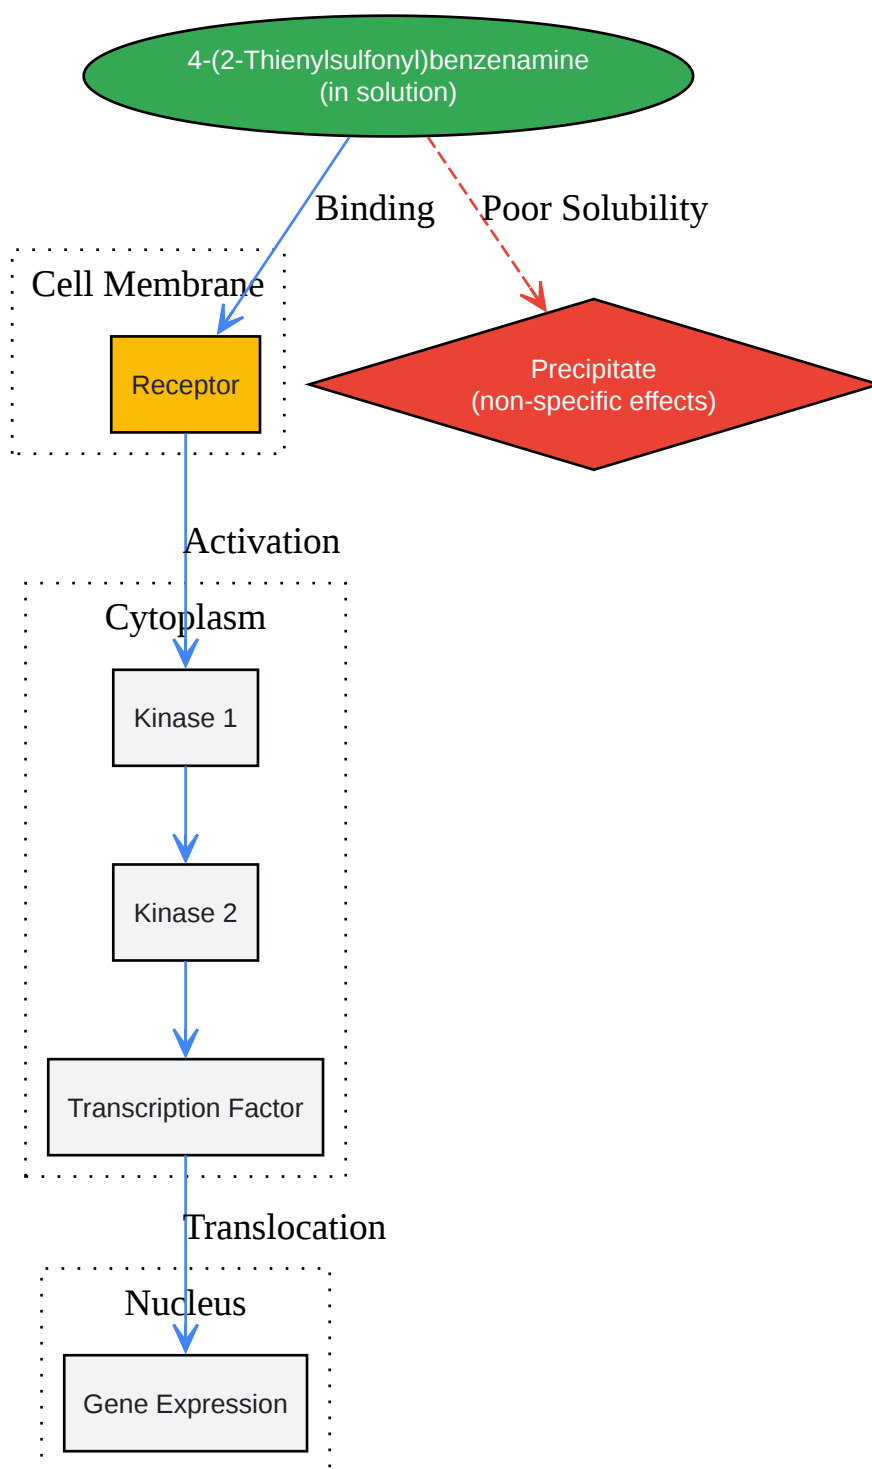 4-(2-Thienylsulfonyl)benzenamine
(in solution)
Binding
Poor Solubility
Cell Membrane
Receptor
Precipitate
(non-specific effects)
Activation
Cytoplasm
Kinase 1
Kinase 2
Transcription Factor
Translocation
Nucleus
Gene Expression